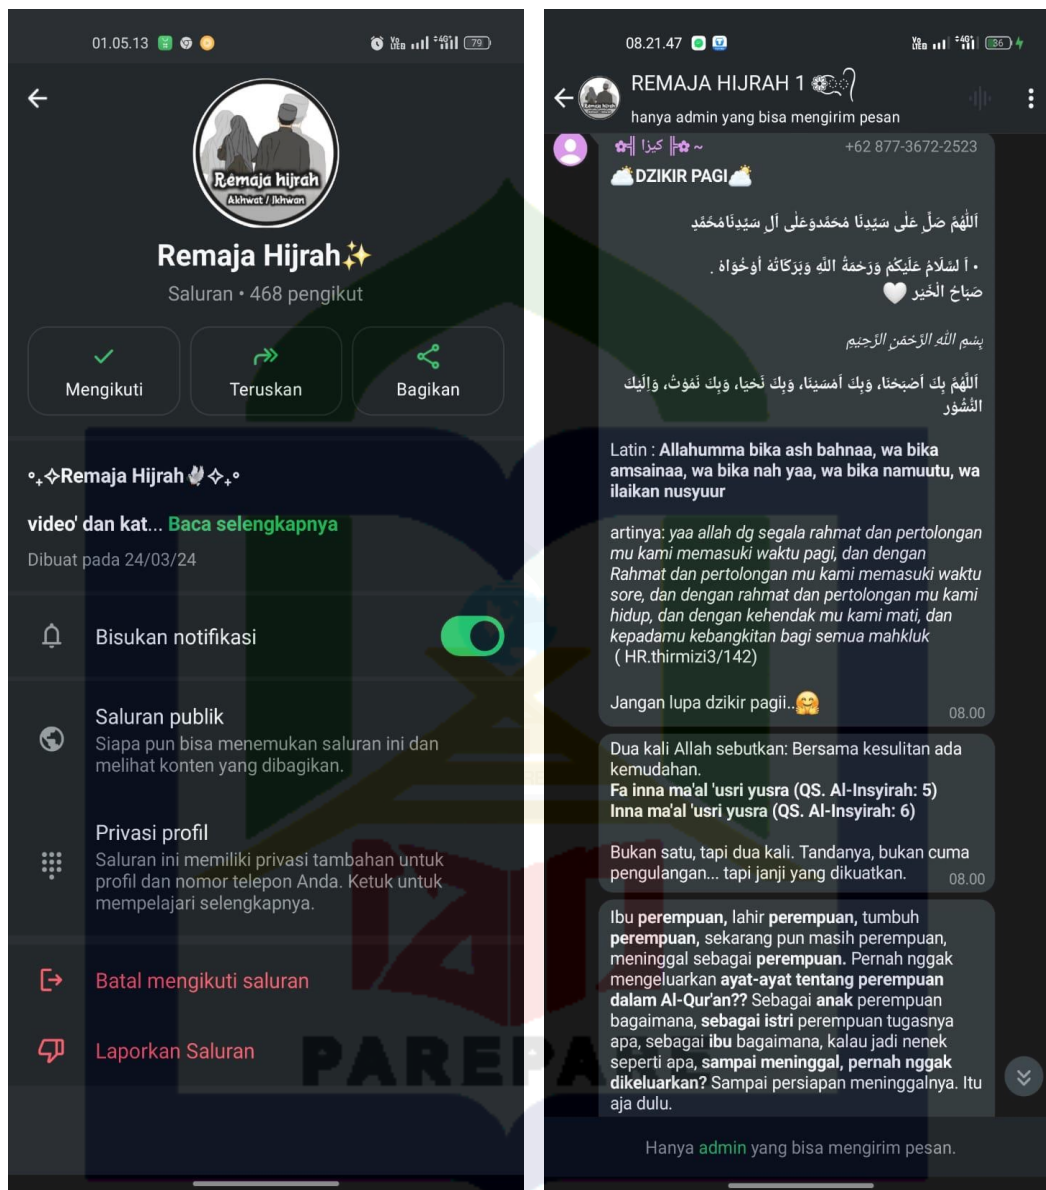 01.05.13
79
Remaja hijrah
Akhwat / Ikhwan
Remaja Hijrah✨
Saluran • 468 pengikut
Mengikuti
Teruskan
Bagikan
∘₊✧Remaja Hijrah🕊✧₊∘
video' dan kat... Baca selengkapnya
Dibuat pada 24/03/24
Bisukan notifikasi
Saluran publik
Siapa pun bisa menemukan saluran ini dan
melihat konten yang dibagikan.
Privasi profil
Saluran ini memiliki privasi tambahan untuk
profil dan nomor telepon Anda. Ketuk untuk
mempelajari selengkapnya.
Batal mengikuti saluran
Laporkan Saluran
08.21.47
36
REMAJA HIJRAH 1
hanya admin yang bisa mengirim pesan
~ ✿╠ كيزا ╣✿
+62 877-3672-2523
🌥️DZIKIR PAGI🌥️
اَللّٰهُمَّ صَلِّ عَلٰى سَيِّدِنَا مُحَمَّدوَعَلٰى اٰلِ سَيِّدِنَامُحَمَّدٍ
• اَ لسَّلَامُ عَلَيْكُمْ وَرَحْمَةُ اللَّهِ وَبَرَكَاتُهُ أُوخُوَاهْ .
صَبَاحُ الْخَيْر 🤍
بِسْمِ اللّٰهِ الرَّحْمَنِ الرَّحِيْمِ
اَللَّهُمَّ بِكَ اَصْبَحْنَا، وَبِكَ اَمْسَيْنَا، وَبِكَ نَحْيَا، وَبِكَ نَمُوْتُ، وَاِلَيْكَ
النُّشُوْر
Latin : Allahumma bika ash bahnaa, wa bika
amsainaa, wa bika nah yaa, wa bika namuutu, wa
ilaikan nusyuur
artinya: yaa allah dg segala rahmat dan pertolongan
mu kami memasuki waktu pagi, dan dengan
Rahmat dan pertolongan mu kami memasuki waktu
sore, dan dengan rahmat dan pertolongan mu kami
hidup, dan dengan kehendak mu kami mati, dan
kepadamu kebangkitan bagi semua mahkluk
( HR.thirmizi3/142)
Jangan lupa dzikir pagii..🤗
08.00
Dua kali Allah sebutkan: Bersama kesulitan ada
kemudahan.
Fa inna ma'al 'usri yusra (QS. Al-Insyirah: 5)
Inna ma'al 'usri yusra (QS. Al-Insyirah: 6)
Bukan satu, tapi dua kali. Tandanya, bukan cuma
pengulangan... tapi janji yang dikuatkan.
08.00
Ibu perempuan, lahir perempuan, tumbuh
perempuan, sekarang pun masih perempuan,
meninggal sebagai perempuan. Pernah nggak
mengeluarkan ayat-ayat tentang perempuan
dalam Al-Qur'an?? Sebagai anak perempuan
bagaimana, sebagai istri perempuan tugasnya
apa, sebagai ibu bagaimana, kalau jadi nenek
seperti apa, sampai meninggal, pernah nggak
dikeluarkan? Sampai persiapan meninggalnya. Itu
aja dulu.
Hanya admin yang bisa mengirim pesan.
PAREPARE